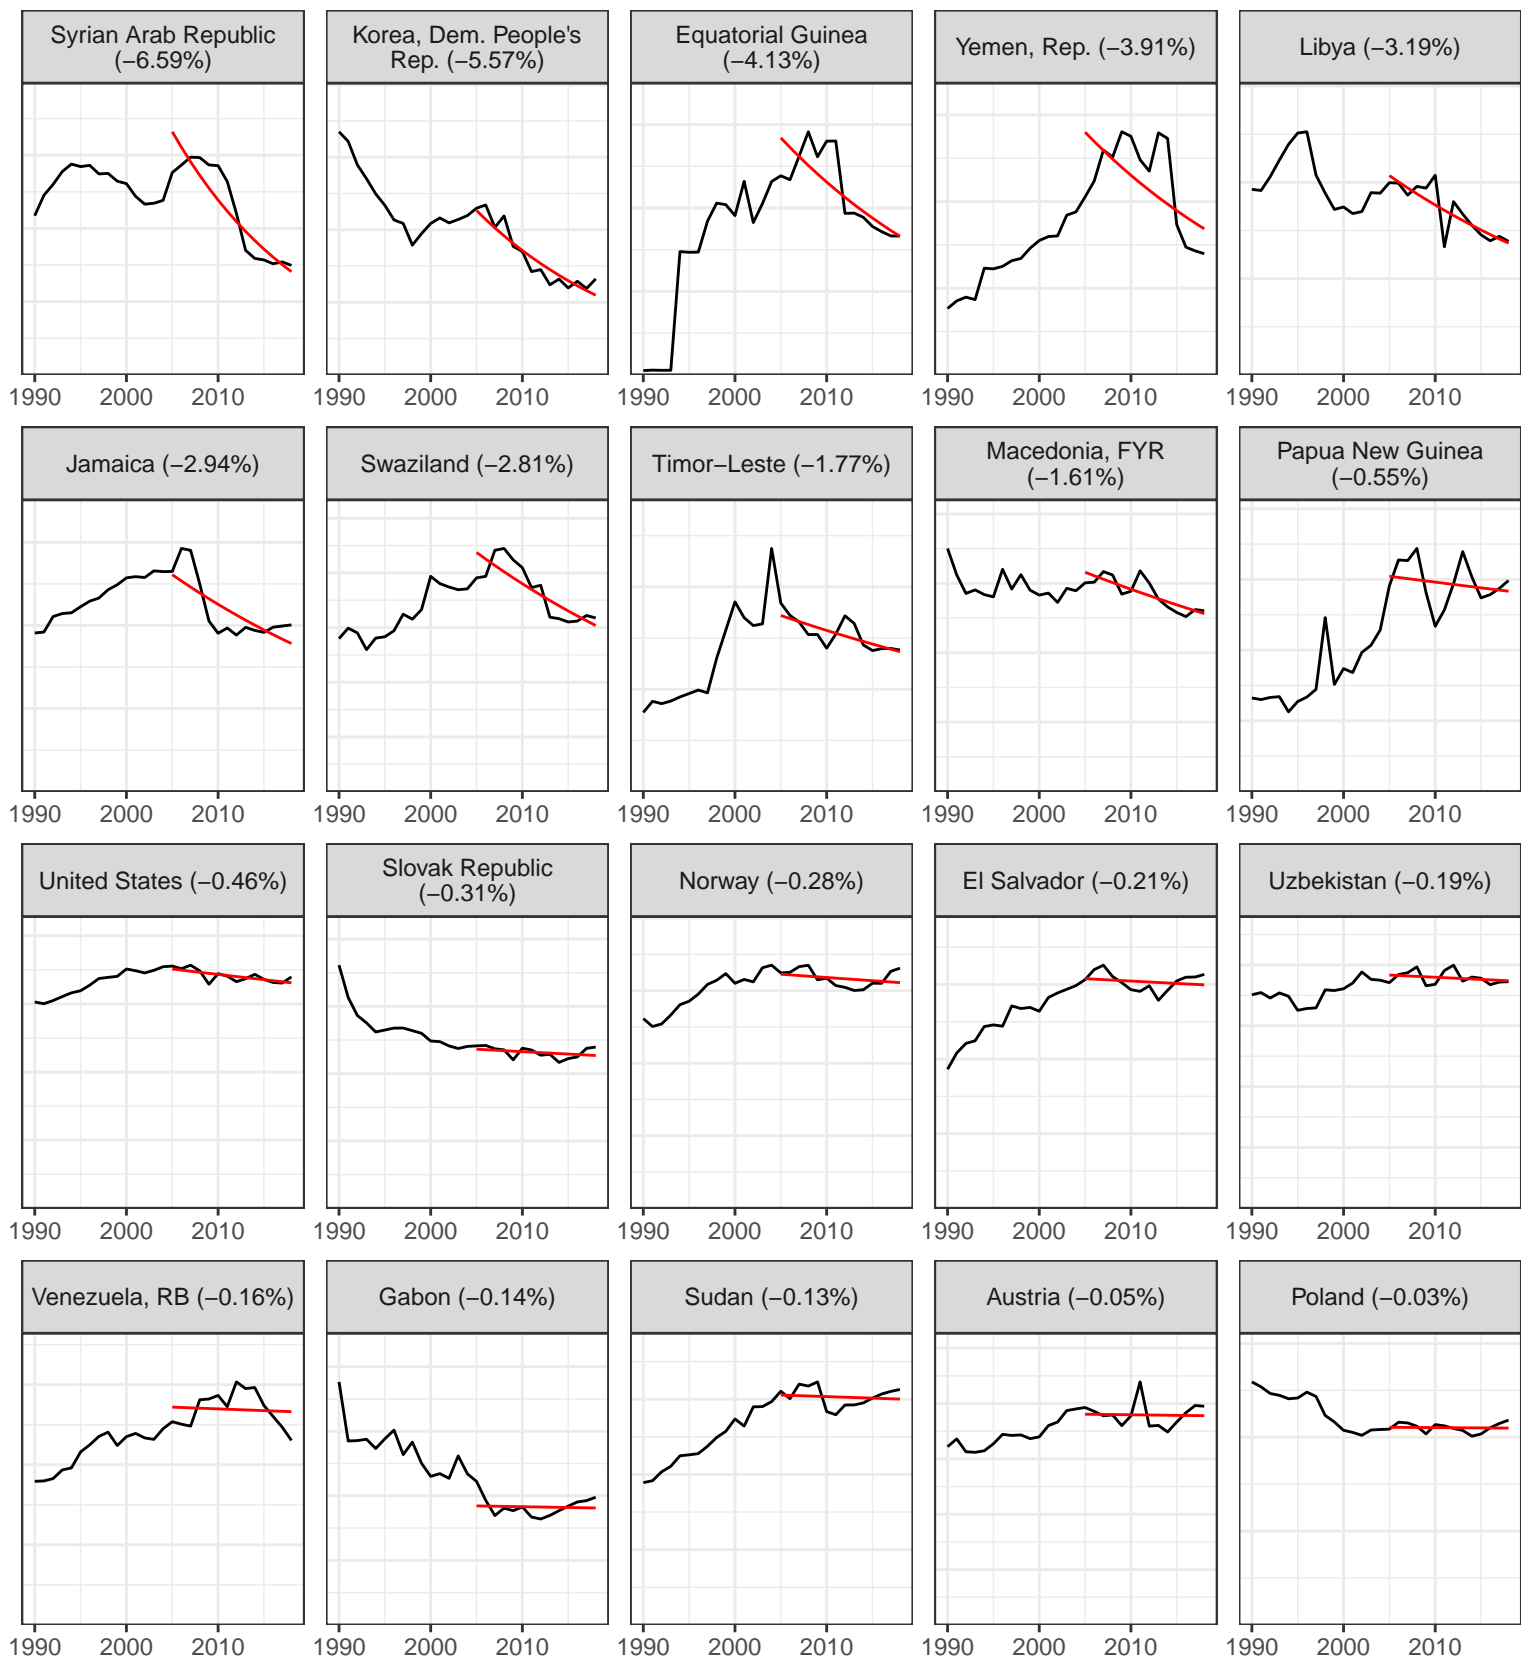 Syrian Arab Republic
(−6.59%)
Korea, Dem. People's
Rep. (−5.57%)
Equatorial Guinea
(−4.13%)
Yemen, Rep. (−3.91%)
Libya (−3.19%)
1990 2000 2010 1990 2000 2010 1990 2000 2010 1990 2000 2010 1990 2000 2010
Jamaica (−2.94%)
Swaziland (−2.81%)
Timor−Leste (−1.77%)
Macedonia, FYR
(−1.61%)
Papua New Guinea
(−0.55%)
1990 2000 2010 1990 2000 2010 1990 2000 2010 1990 2000 2010 1990 2000 2010
United States (−0.46%)
Slovak Republic
(−0.31%)
Norway (−0.28%)
El Salvador (−0.21%)
Uzbekistan (−0.19%)
1990 2000 2010 1990 2000 2010 1990 2000 2010 1990 2000 2010 1990 2000 2010
Venezuela, RB (−0.16%)
Gabon (−0.14%)
Sudan (−0.13%)
Austria (−0.05%)
Poland (−0.03%)
1990 2000 2010 1990 2000 2010 1990 2000 2010 1990 2000 2010 1990 2000 2010